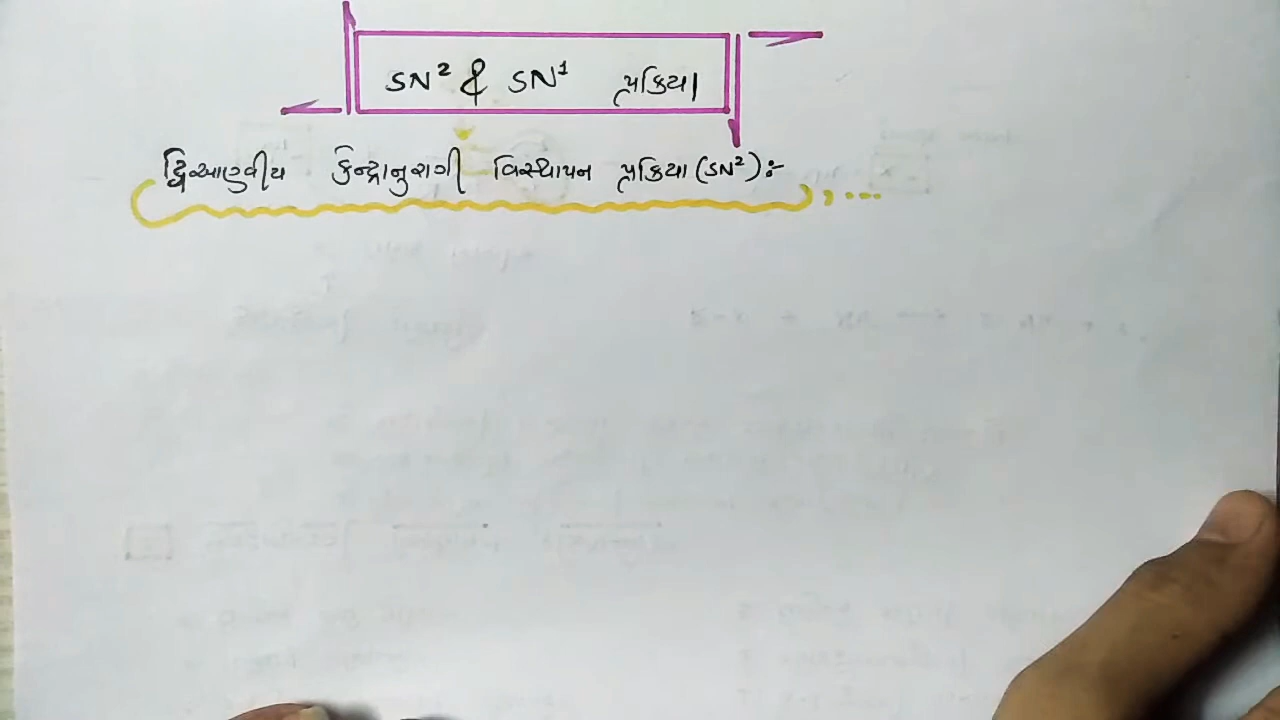 SN² & SN¹ પ્રક્રિયા
દ્વિઆણ્વીય કેન્દ્રાનુરાગી વિસ્થાપન પ્રક્રિયા (SN²):-